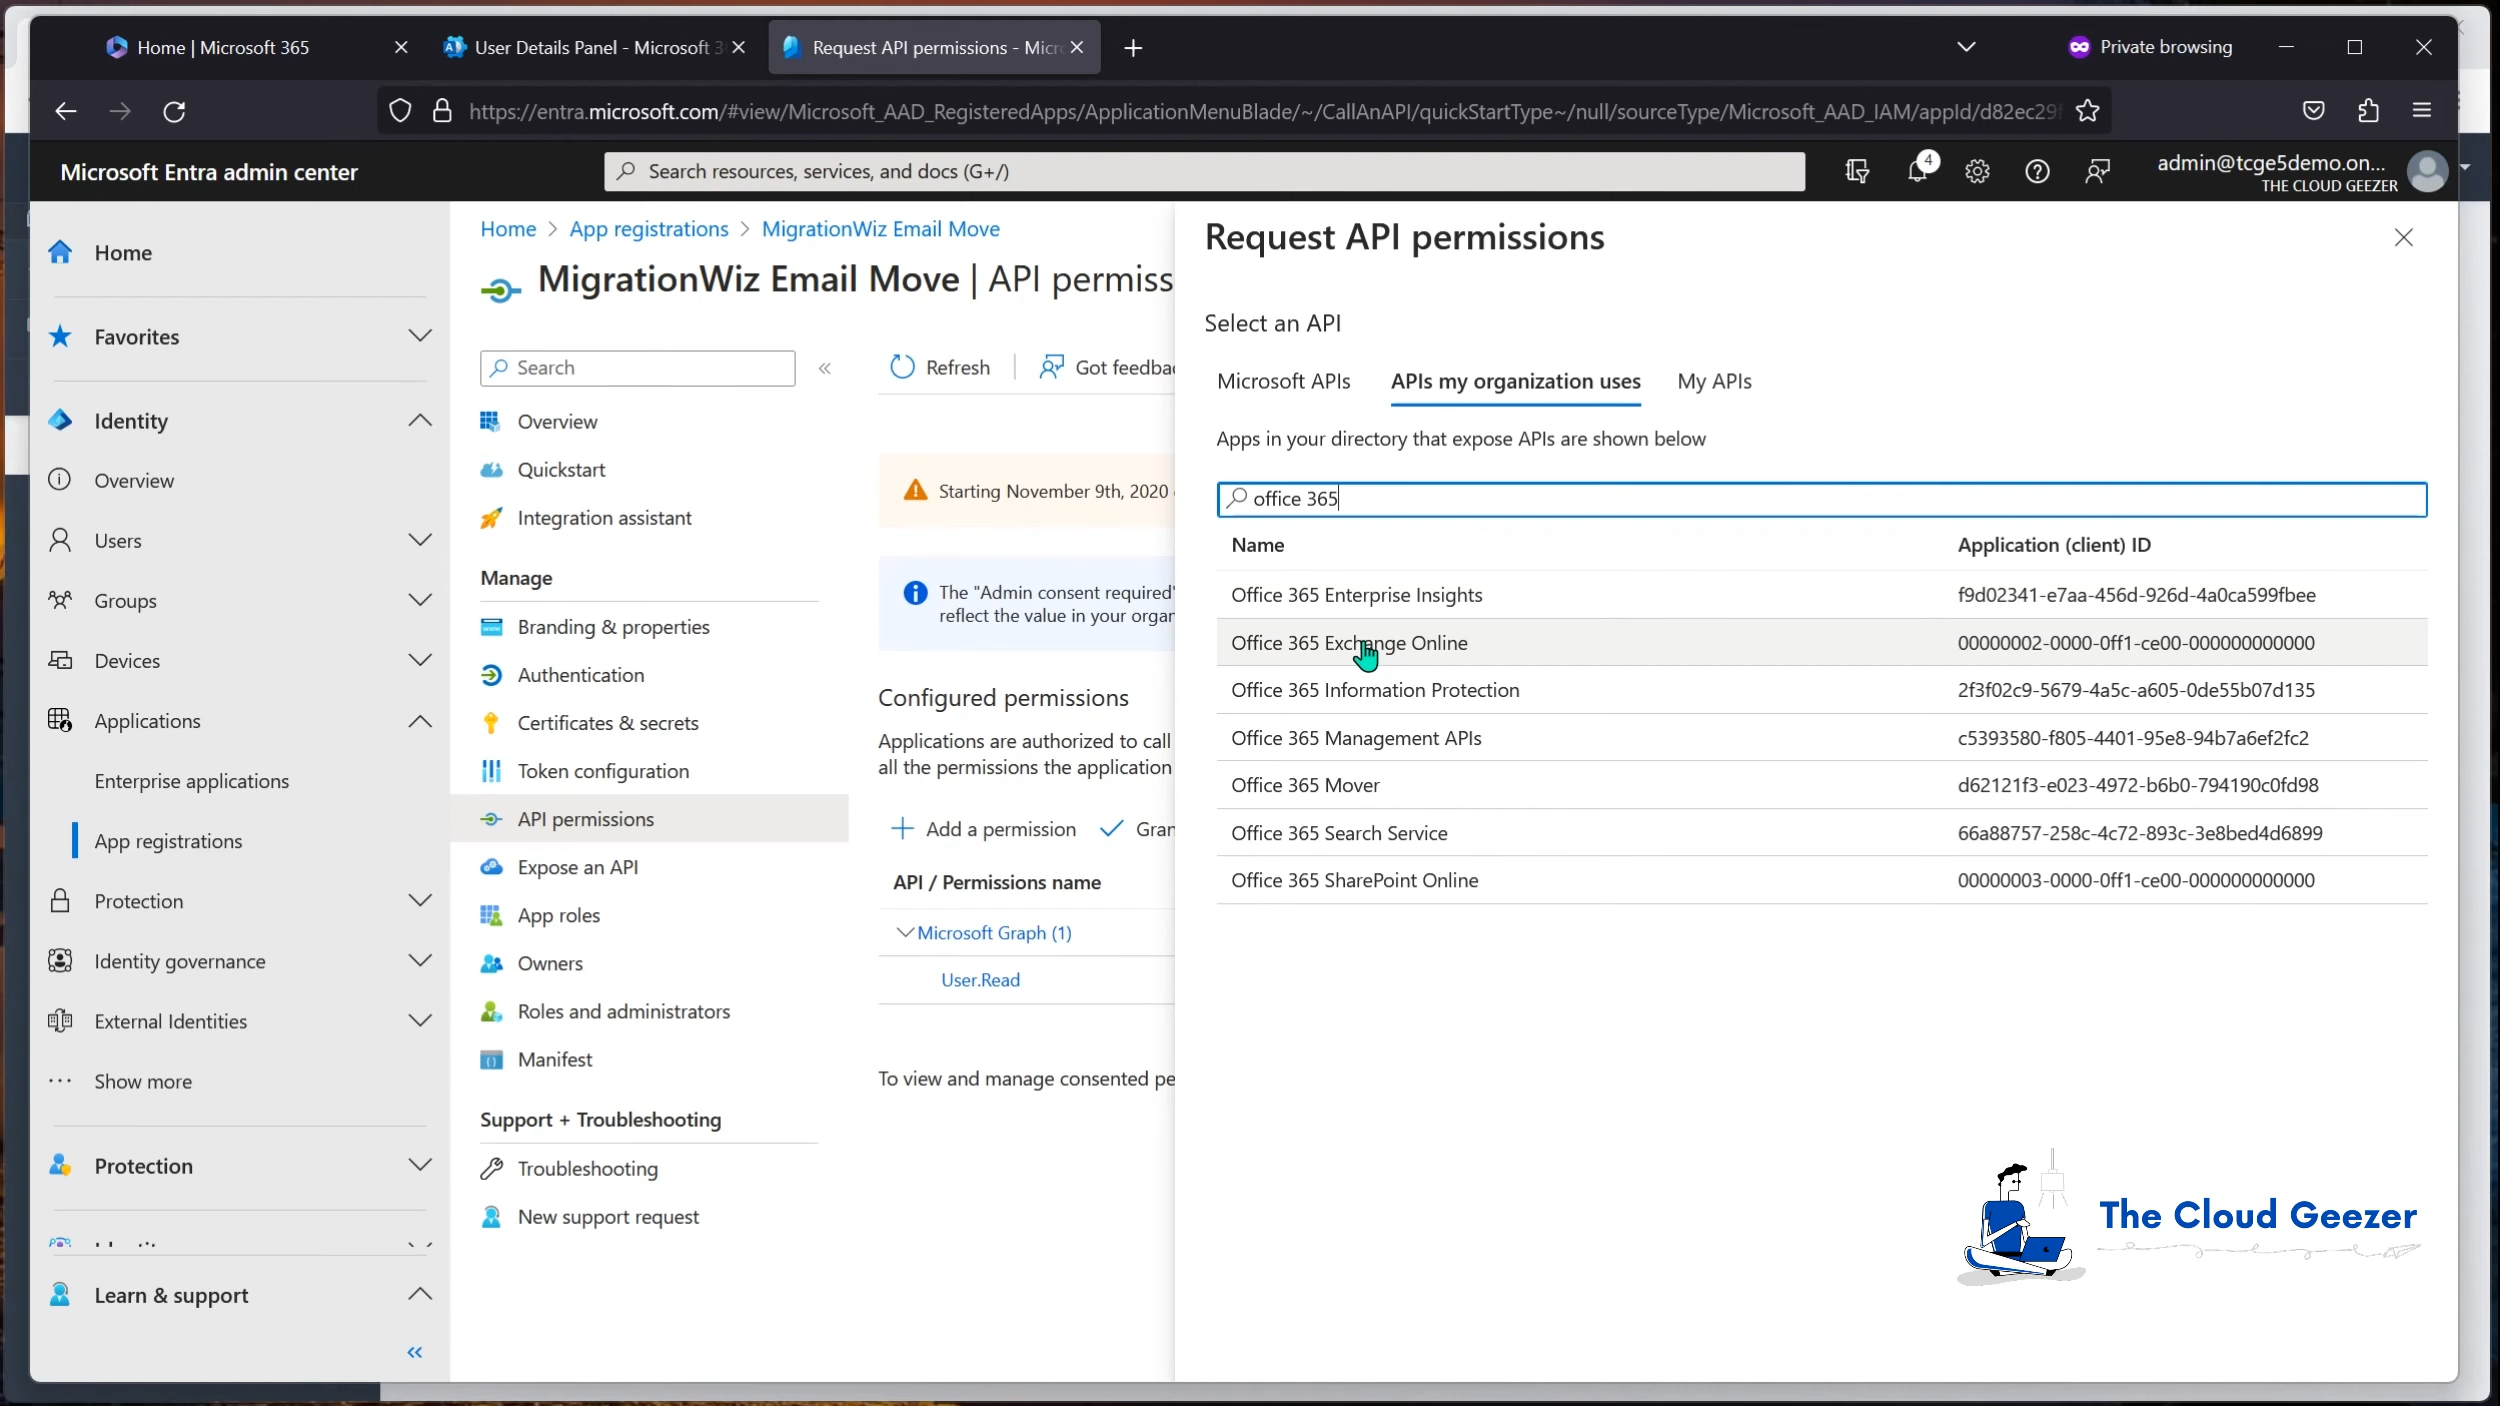 Home | Microsoft 365
User Details Panel - Microsoft 3
Request API permissions - Micr
Private browsing
https://entra.microsoft.com/#view/Microsoft_AAD_RegisteredApps/ApplicationMenuBlade/~/CallAnAPI/quickStartType~/null/sourceType/Microsoft_AAD_IAM/appId/d82ec29f
Microsoft Entra admin center
Search resources, services, and docs (G+/)
4
admin@tcge5demo.on...
THE CLOUD GEEZER
Home
Favorites
Identity
Overview
Users
Groups
Devices
Applications
Enterprise applications
App registrations
Protection
Identity governance
External Identities
Show more
Protection
Learn & support
Home > App registrations > MigrationWiz Email Move
MigrationWiz Email Move | API permiss
Search
Overview
Quickstart
Integration assistant
Manage
Branding & properties
Authentication
Certificates & secrets
Token configuration
API permissions
Expose an API
App roles
Owners
Roles and administrators
Manifest
Support + Troubleshooting
Troubleshooting
New support request
Refresh
Got feedbac
Starting November 9th, 2020
The "Admin consent required"
reflect the value in your organ
Configured permissions
Applications are authorized to call
all the permissions the application
Add a permission
Gran
API / Permissions name
Microsoft Graph (1)
User.Read
To view and manage consented pe
Request API permissions
Select an API
Microsoft APIs
APIs my organization uses
My APIs
Apps in your directory that expose APIs are shown below
office 365
Name Application (client) ID
Office 365 Enterprise Insights f9d02341-e7aa-456d-926d-4a0ca599fbee
Office 365 Exchange Online 00000002-0000-0ff1-ce00-000000000000
Office 365 Information Protection 2f3f02c9-5679-4a5c-a605-0de55b07d135
Office 365 Management APIs c5393580-f805-4401-95e8-94b7a6ef2fc2
Office 365 Mover d62121f3-e023-4972-b6b0-794190c0fd98
Office 365 Search Service 66a88757-258c-4c72-893c-3e8bed4d6899
Office 365 SharePoint Online 00000003-0000-0ff1-ce00-000000000000
The Cloud Geezer